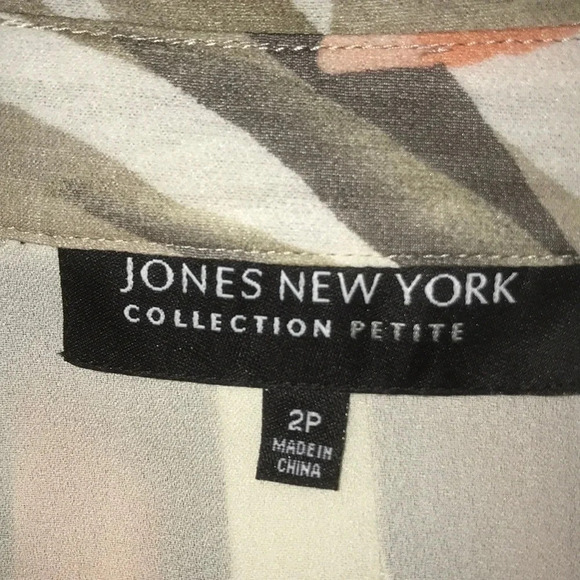 JONES NEW YORK
COLLECTION PETITE
2P
MADE IN
CHINA